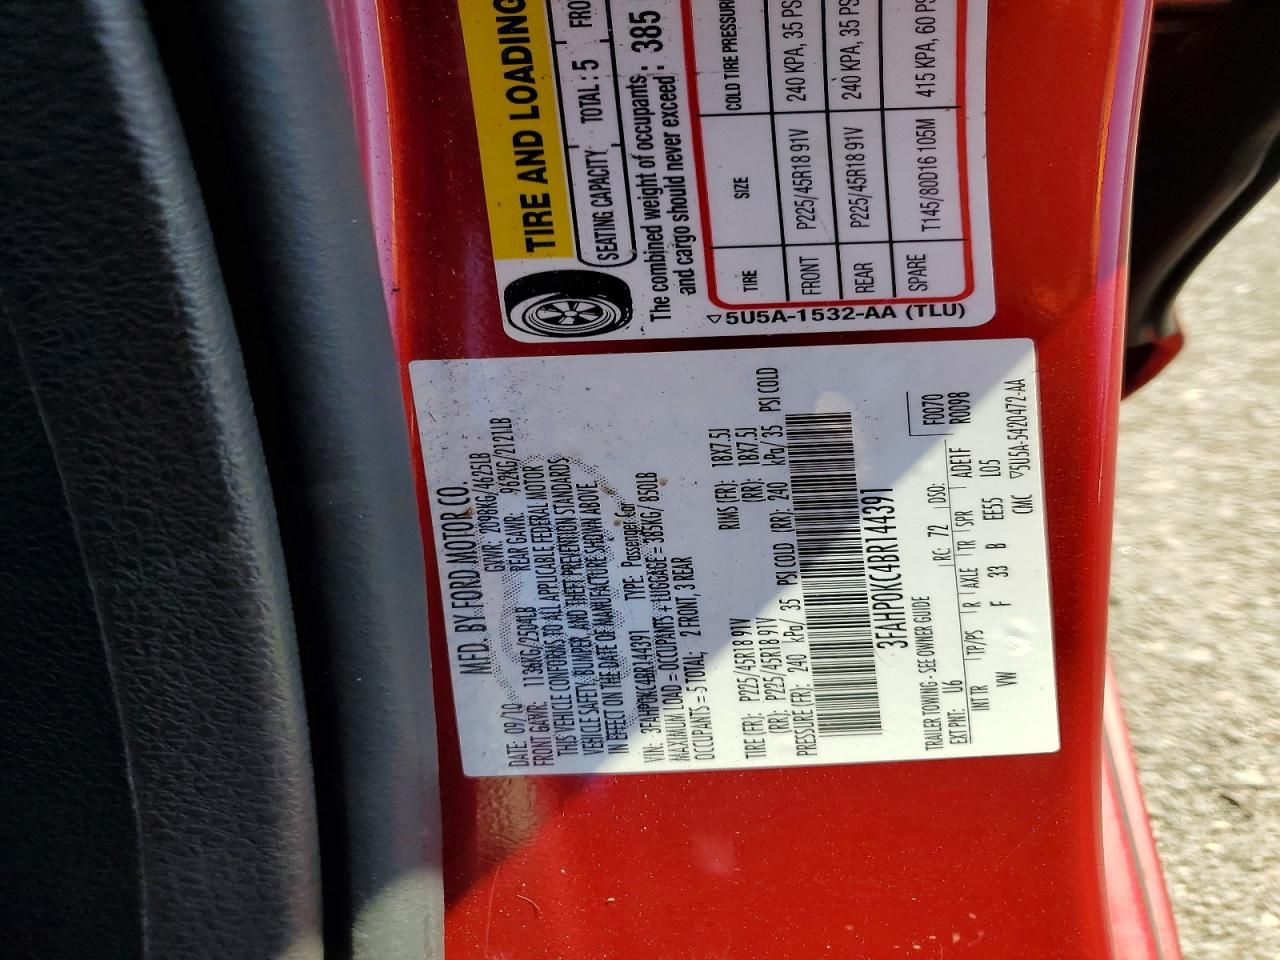 MFD. BY FORD MOTOR CO.
DATE: 09/10 GVWR: 2098KG/4625LB
FRONT GAWR: 1136KG/2504LB REAR GAWR: 962KG/2121LB
THIS VEHICLE CONFORMS TO ALL APPLICABLE FEDERAL MOTOR
VEHICLE SAFETY, BUMPER, AND THEFT PREVENTION STANDARDS
IN EFFECT ON THE DATE OF MANUFACTURE SHOWN ABOVE.
VIN: 3FAHP0KC4BR144391 TYPE: Passenger Car
MAXIMUM LOAD = OCCUPANTS + LUGGAGE = 385KG/850LB
OCCUPANTS = 5 TOTAL, 2 FRONT, 3 REAR
TIRE (FR): P225/45R18 91V RIMS (FR): 18X7.5J
(RR): P225/45R18 91V (RR): 18X7.5J
PRESSURE (FR): 240 kPa/ 35 PSI COLD (RR): 240 kPa/ 35 PSI COLD
3FAHP0KC4BR144391
F0070
R0098
TRAILER TOWING - SEE OWNER GUIDE
EXT PNT: U6 RC: 72 DSO:
INT TR TP/PS R AXLE TR SPR ADE1F
VW F 33 B EE55 L05
CMC ▽5U5A-5420472-AA
TIRE AND LOADING
SEATING CAPACITY TOTAL : 5 FRO
The combined weight of occupants
and cargo should never exceed : 385
TIRE SIZE COLD TIRE PRESSUR
FRONT P225/45R18 91V 240 KPA, 35 PS
REAR P225/45R18 91V 240 KPA, 35 PS
SPARE T145/80D16 105M 415 KPA, 60 PS
▽5U5A-1532-AA (TLU)